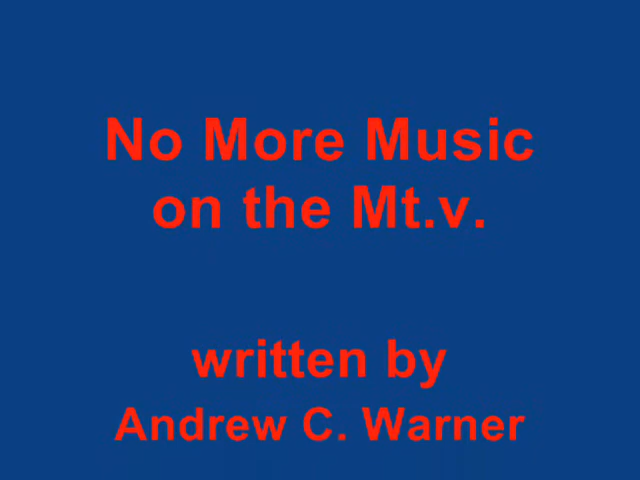 No More Music
on the Mt.v.
written by
Andrew C. Warner